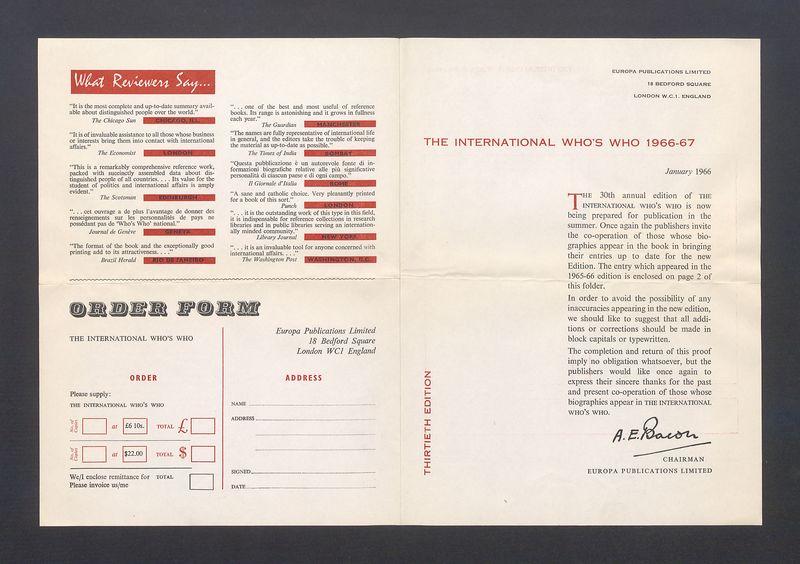 What Reviewers Say...
"It is the most complete and up-to-date summary avail-
able about distinguished people over the world."
The Chicago Sun CHICAGO, ILL.
"It is of invaluable assistance to all those whose business
or interests bring them into contact with international
affairs."
The Economist LONDON
"This is a remarkably comprehensive reference work,
packed with succinctly assembled data about dis-
tinguished people of all countries. . . . Its value for the
student of politics and international affairs is amply
evident."
The Scotsman EDINBURGH
". . . cet ouvrage a de plus l'avantage de donner des
renseignements sur les personnalités de pays ne
possédant pas de 'Who's Who' national."
Journal de Genève GENEVA
"The format of the book and the exceptionally good
printing add to its attractiveness. . . ."
Brazil Herald RIO DE JANEIRO
". . . one of the best and most useful of reference
books. Its range is astonishing and it grows in fullness
each year."
The Guardian MANCHESTER
"The names are fully representative of international life
in general, and the editors take the trouble of keeping
the material as up-to-date as possible."
The Times of India BOMBAY
"Questa pubblicazione è un autorevole fonte di in-
formazioni biografiche relative alle più significative
personalità di ciascun paese e di ogni campo."
Il Giornale d'Italia ROME
"A sane and catholic choice. Very pleasantly printed
for a book of this sort."
Punch LONDON
". . . it is the outstanding work of this type in this field,
it is indispensable for reference collections in research
libraries and in public libraries serving an internation-
ally minded community."
Library Journal NEW YORK
". . . it is an invaluable tool for anyone concerned with
international affairs. . . ."
The Washington Post WASHINGTON, D.C.
ORDER FORM
THE INTERNATIONAL WHO'S WHO
Europa Publications Limited
18 Bedford Square
London WC1 England
ORDER
Please supply:
THE INTERNATIONAL WHO'S WHO
No. of Copies at £6 10s. TOTAL £
No. of Copies at $22.00 TOTAL $
We/I enclose remittance for TOTAL
Please invoice us/me
ADDRESS
NAME
ADDRESS
SIGNED
DATE
EUROPA PUBLICATIONS LIMITED
18 BEDFORD SQUARE
LONDON W.C.1. ENGLAND
THE INTERNATIONAL WHO'S WHO 1966-67
January 1966
THE 30th annual edition of THE
INTERNATIONAL WHO'S WHO is now
being prepared for publication in the
summer. Once again the publishers invite
the co-operation of those whose bio-
graphies appear in the book in bringing
their entries up to date for the new
Edition. The entry which appeared in the
1965-66 edition is enclosed on page 2 of
this folder.
In order to avoid the possibility of any
inaccuracies appearing in the new edition,
we should like to suggest that all addi-
tions or corrections should be made in
block capitals or typewritten.
The completion and return of this proof
imply no obligation whatsoever, but the
publishers would like once again to
express their sincere thanks for the past
and present co-operation of those whose
biographies appear in THE INTERNATIONAL
WHO'S WHO.
A.E. Bacon
CHAIRMAN
EUROPA PUBLICATIONS LIMITED
THIRTIETH EDITION